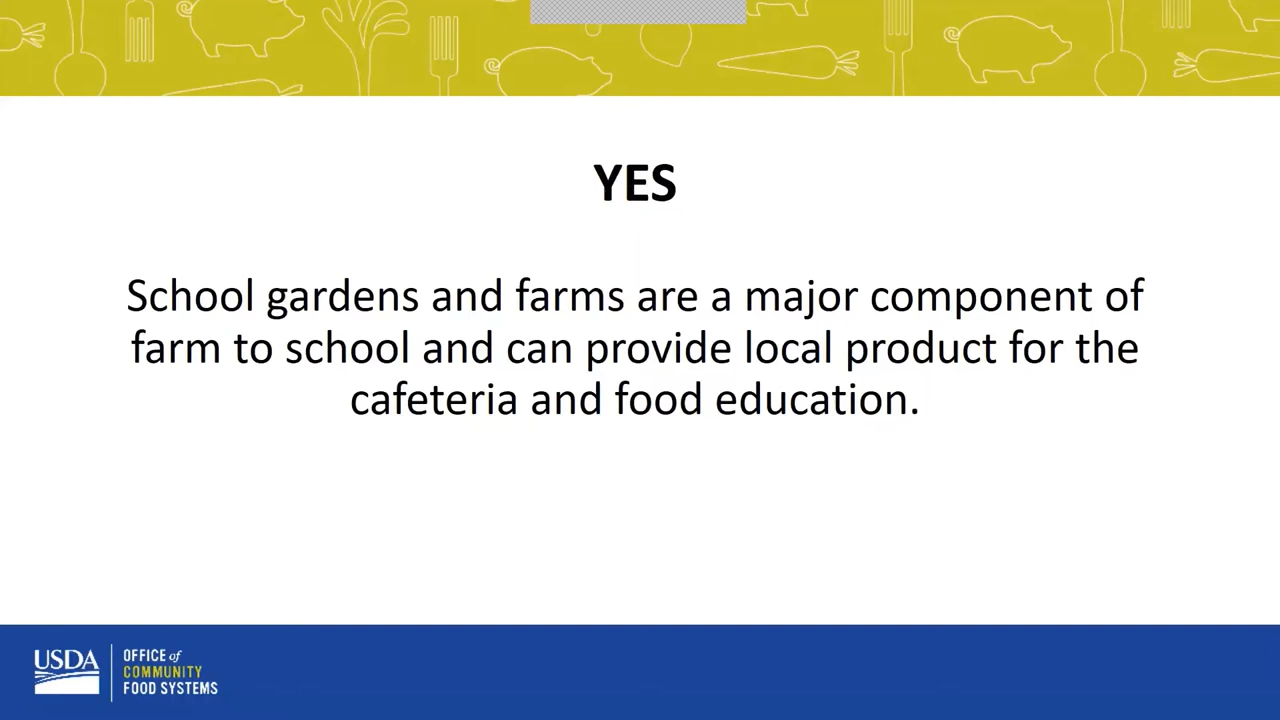 YES
School gardens and farms are a major component of
farm to school and can provide local product for the
cafeteria and food education.
USDA
OFFICE of
COMMUNITY
FOOD SYSTEMS